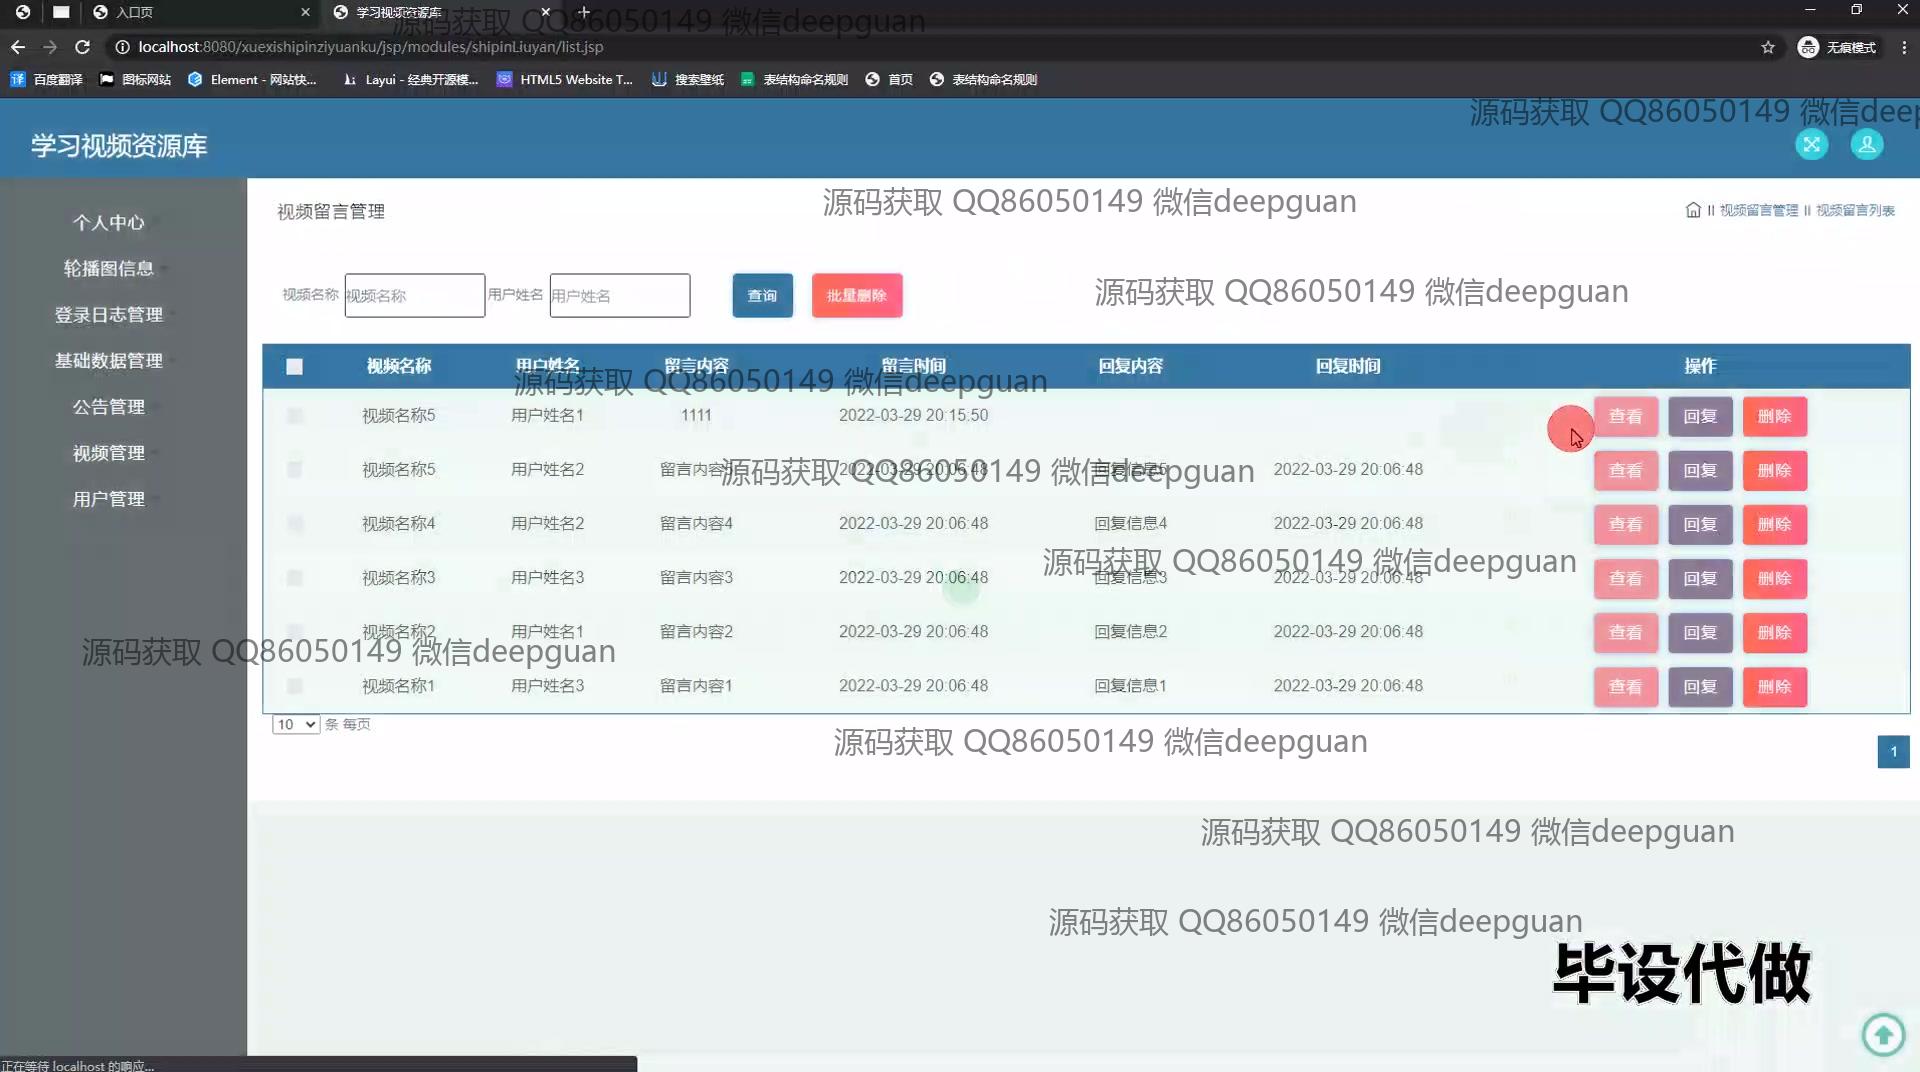 入口页
学习视频资源库
源码获取 QQ86050149 微信deepguan
localhost:8080/xuexishipinziyuanku/jsp/modules/shipinLiuyan/list.jsp
无痕模式
百度翻译 图标网站 Element - 网站快... Layui - 经典开源模... HTML5 Website T... 搜索壁纸 表结构命名规则 首页 表结构命名规则
源码获取 QQ86050149 微信deep
学习视频资源库
个人中心
轮播图信息
登录日志管理
基础数据管理
公告管理
视频管理
用户管理
视频留言管理
源码获取 QQ86050149 微信deepguan
视频留言管理 视频留言列表
视频名称 视频名称 用户姓名 用户姓名 查询 批量删除
源码获取 QQ86050149 微信deepguan
视频名称 用户姓名 留言内容 留言时间 回复内容 回复时间 操作
源码获取 QQ86050149 微信deepguan
视频名称5 用户姓名1 1111 2022-03-29 20:15:50 查看 回复 删除
视频名称5 用户姓名2 留言内容5 2022-03-29 20:06:48 回复信息5 2022-03-29 20:06:48 查看 回复 删除
源码获取 QQ86050149 微信deepguan
视频名称4 用户姓名2 留言内容4 2022-03-29 20:06:48 回复信息4 2022-03-29 20:06:48 查看 回复 删除
源码获取 QQ86050149 微信deepguan
视频名称3 用户姓名3 留言内容3 2022-03-29 20:06:48 回复信息3 2022-03-29 20:06:48 查看 回复 删除
视频名称2 用户姓名1 留言内容2 2022-03-29 20:06:48 回复信息2 2022-03-29 20:06:48 查看 回复 删除
源码获取 QQ86050149 微信deepguan
视频名称1 用户姓名3 留言内容1 2022-03-29 20:06:48 回复信息1 2022-03-29 20:06:48 查看 回复 删除
10 条 每页
源码获取 QQ86050149 微信deepguan
1
源码获取 QQ86050149 微信deepguan
源码获取 QQ86050149 微信deepguan
毕设代做
正在等待 localhost 的响应...